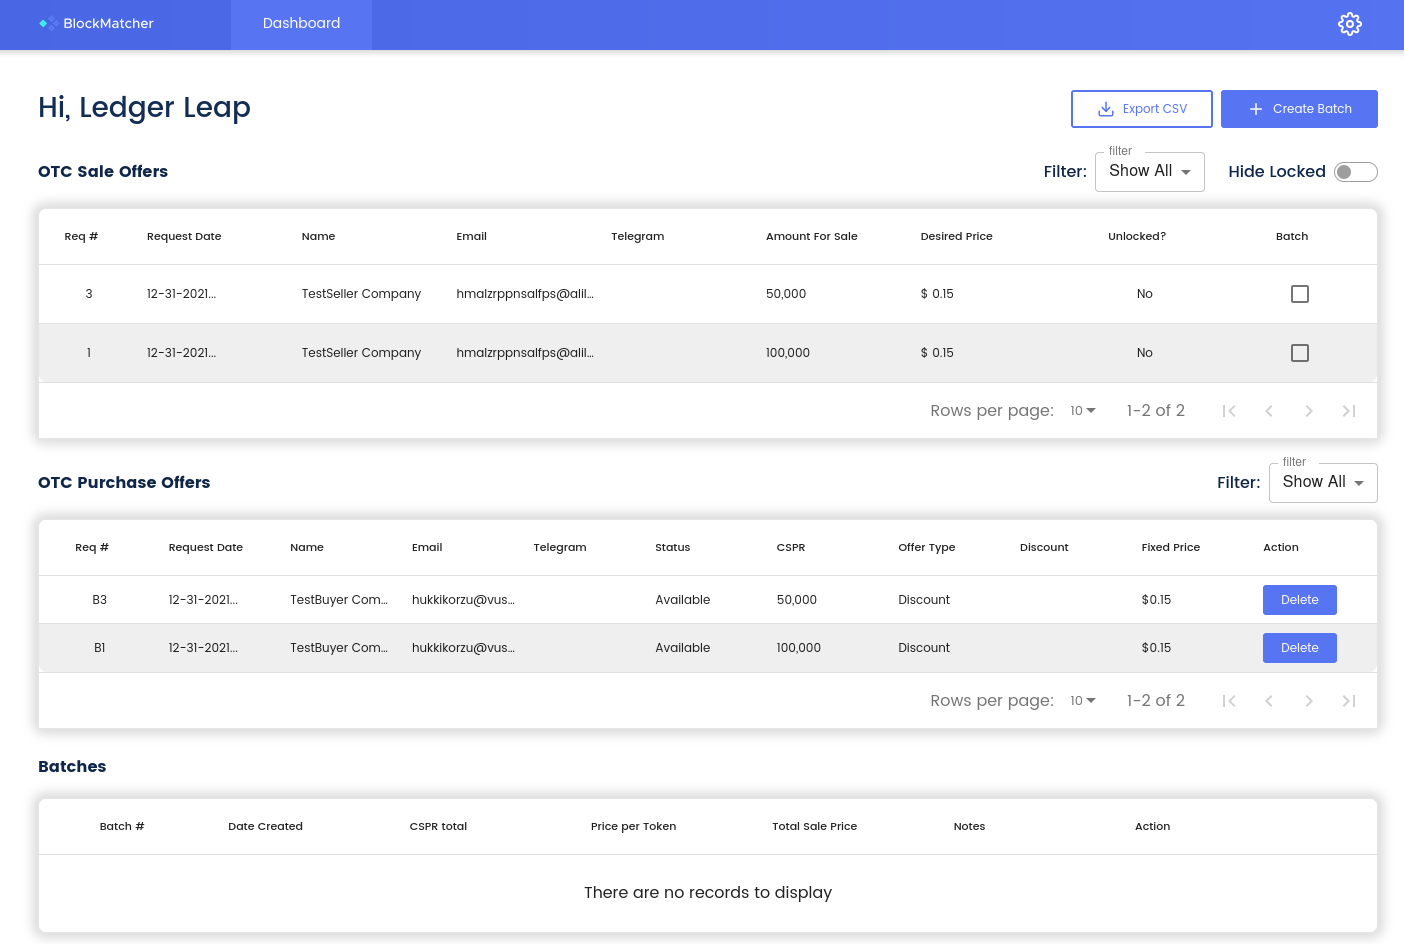 BlockMatcher Dashboard
Hi, Ledger Leap
Export CSV Create Batch
OTC Sale Offers Filter: filter Show All Hide Locked
Req # Request Date Name Email Telegram Amount For Sale Desired Price Unlocked? Batch
3 12-31-2021... TestSeller Company hmalzrppnsalfps@alil... 50,000 $ 0.15 No
1 12-31-2021... TestSeller Company hmalzrppnsalfps@alil... 100,000 $ 0.15 No
Rows per page: 10 1-2 of 2
OTC Purchase Offers Filter: filter Show All
Req # Request Date Name Email Telegram Status CSPR Offer Type Discount Fixed Price Action
B3 12-31-2021... TestBuyer Com... hukkikorzu@vus... Available 50,000 Discount $0.15 Delete
B1 12-31-2021... TestBuyer Com... hukkikorzu@vus... Available 100,000 Discount $0.15 Delete
Rows per page: 10 1-2 of 2
Batches
Batch # Date Created CSPR total Price per Token Total Sale Price Notes Action
There are no records to display